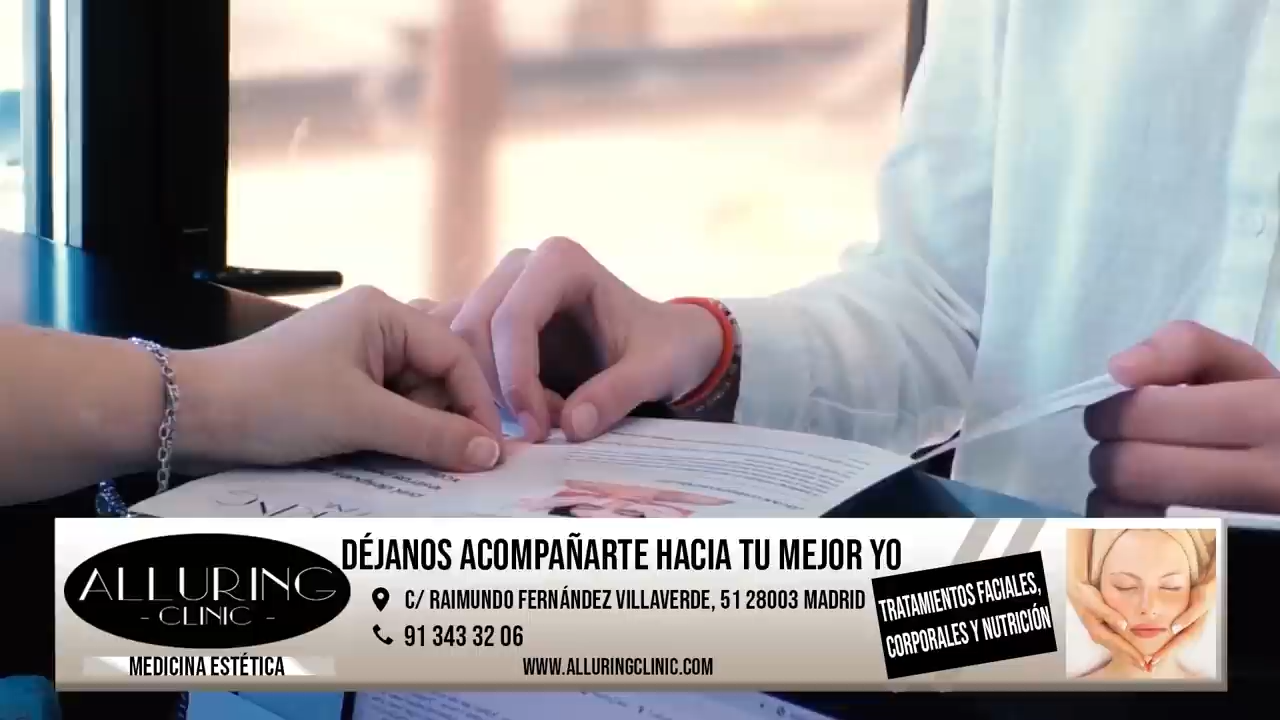 DÉJANOS ACOMPAÑARTE HACIA TU MEJOR YO
ALLURING
- CLINIC -
MEDICINA ESTÉTICA
C/ RAIMUNDO FERNÁNDEZ VILLAVERDE, 51 28003 MADRID
91 343 32 06
WWW.ALLURINGCLINIC.COM
TRATAMIENTOS FACIALES,
CORPORALES Y NUTRICIÓN